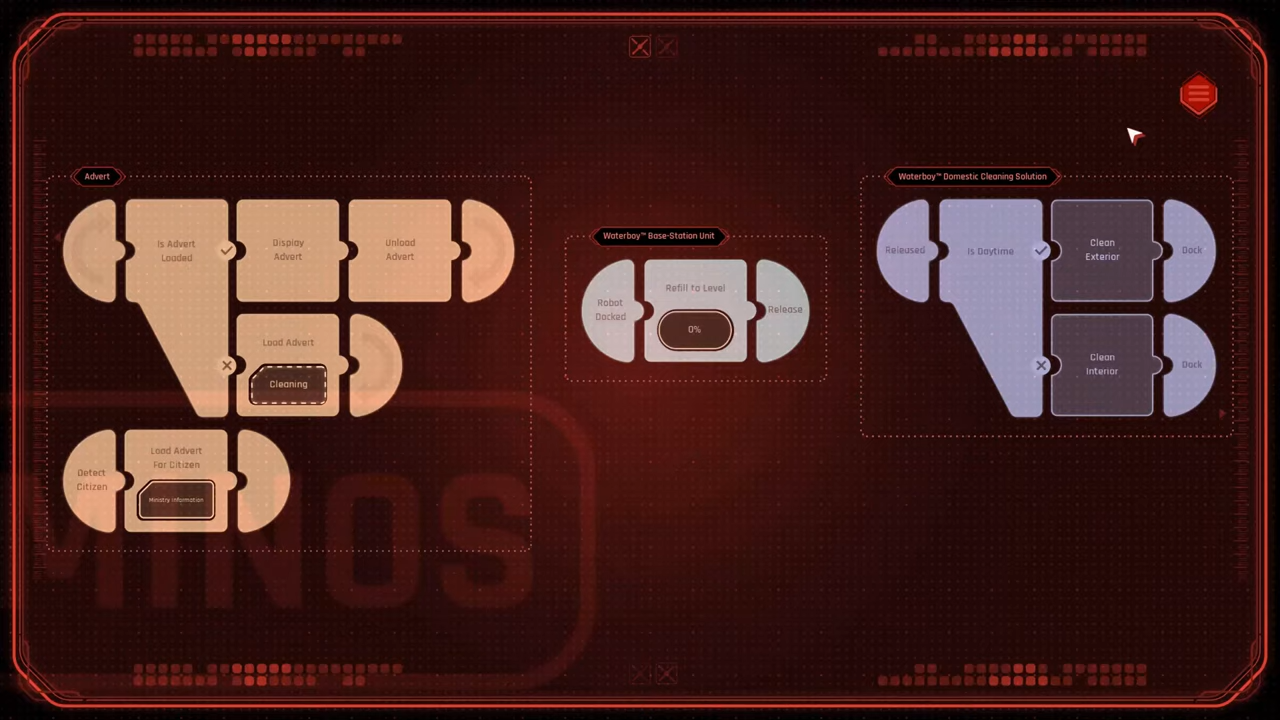 Advert
Is Advert
Loaded
Display
Advert
Unload
Advert
Load Advert
Cleaning
Detect
Citizen
Load Advert
For Citizen
Ministry Information
Waterboy™ Base-Station Unit
Robot
Docked
Refill to Level
0%
Release
Waterboy™ Domestic Cleaning Solution
Released
Is Daytime
Clean
Exterior
Dock
Clean
Interior
Dock
MINOS